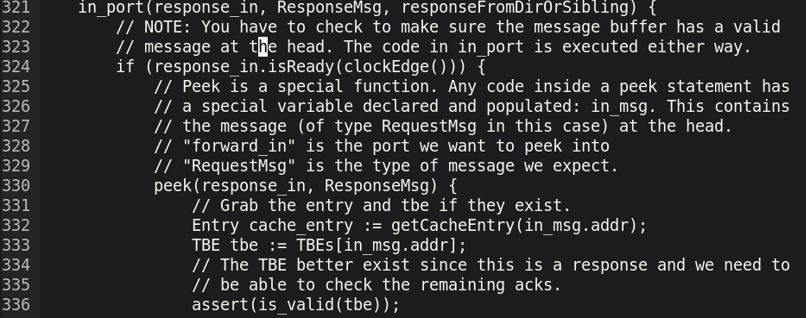 321     in_port(response_in, ResponseMsg, responseFromDirOrSibling) {
322         // NOTE: You have to check to make sure the message buffer has a valid
323         // message at the head. The code in in_port is executed either way.
324         if (response_in.isReady(clockEdge())) {
325             // Peek is a special function. Any code inside a peek statement has
326             // a special variable declared and populated: in_msg. This contains
327             // the message (of type RequestMsg in this case) at the head.
328             // "forward_in" is the port we want to peek into
329             // "RequestMsg" is the type of message we expect.
330             peek(response_in, ResponseMsg) {
331                 // Grab the entry and tbe if they exist.
332                 Entry cache_entry := getCacheEntry(in_msg.addr);
333                 TBE tbe := TBEs[in_msg.addr];
334                 // The TBE better exist since this is a response and we need to
335                 // be able to check the remaining acks.
336                 assert(is_valid(tbe));